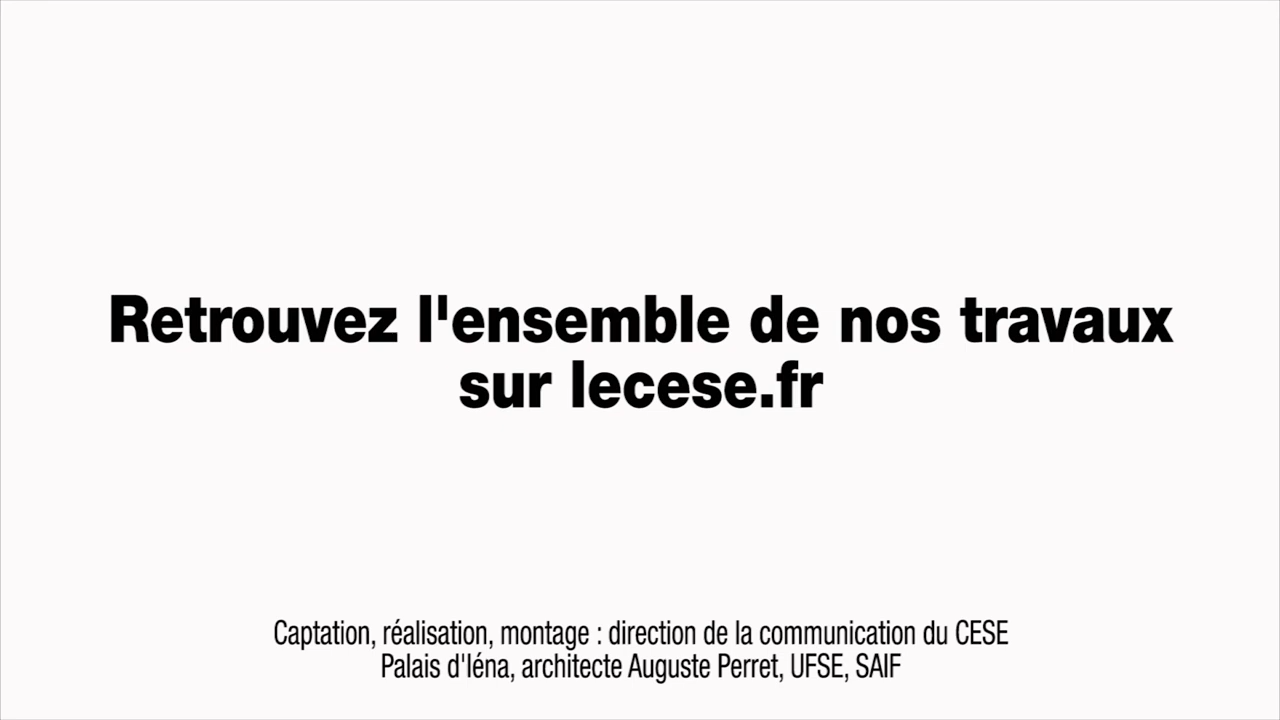 Retrouvez l'ensemble de nos travaux
sur lecese.fr
Captation, réalisation, montage : direction de la communication du CESE
Palais d'Iéna, architecte Auguste Perret, UFSE, SAIF